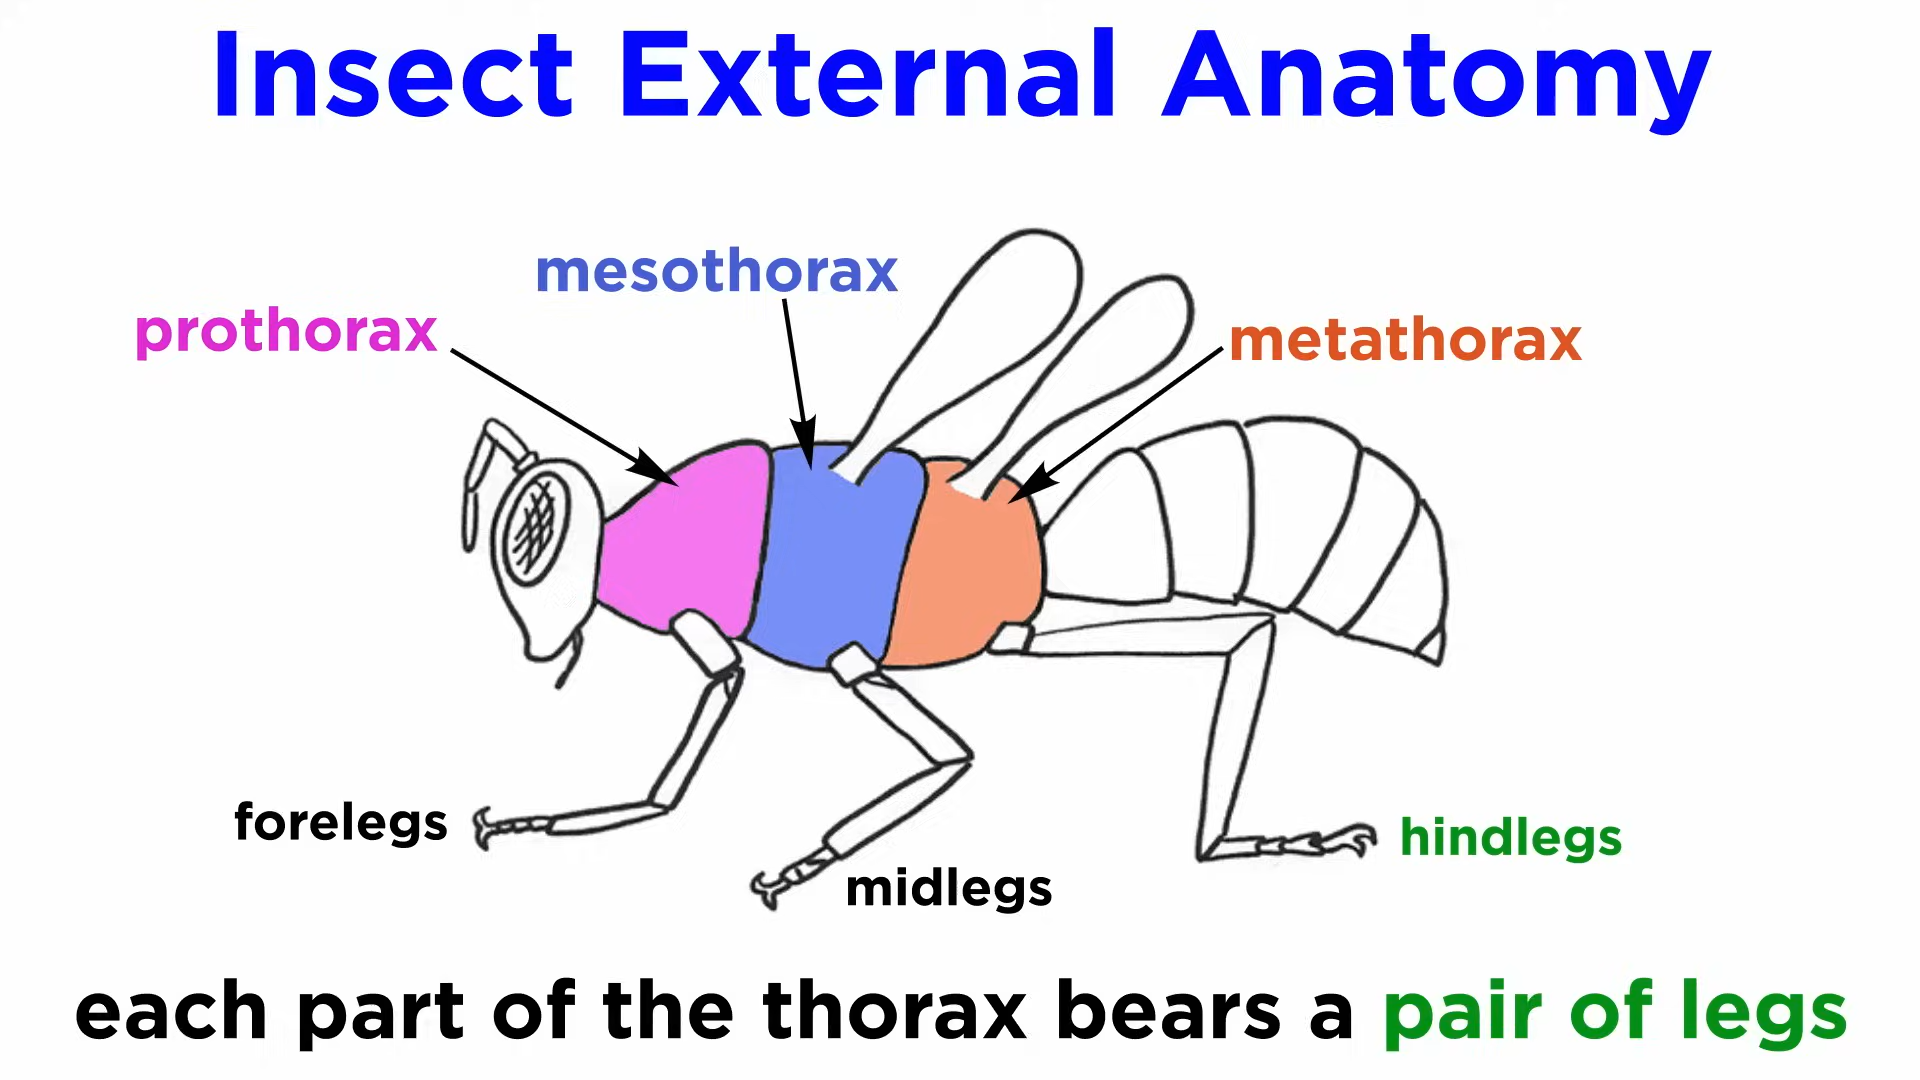 Insect External Anatomy
mesothorax
prothorax
metathorax
forelegs
hindlegs
midlegs
each part of the thorax bears a pair of legs